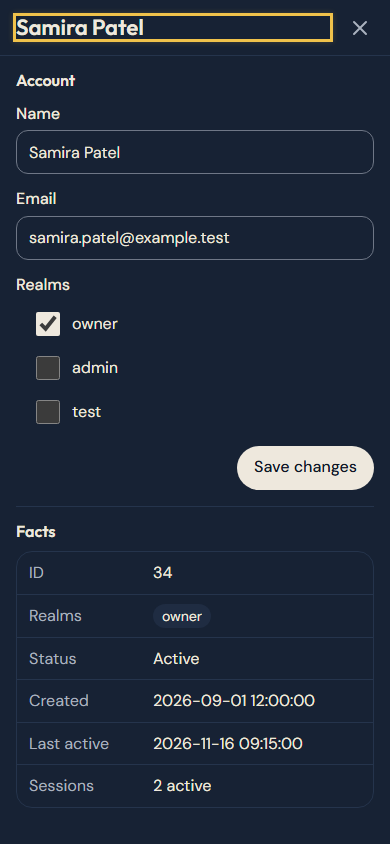 Samira Patel
Account
Name
Samira Patel
Email
samira.patel@example.test
Realms
owner
admin
test
Save changes
Facts
ID 34
Realms owner
Status Active
Created 2026-09-01 12:00:00
Last active 2026-11-16 09:15:00
Sessions 2 active